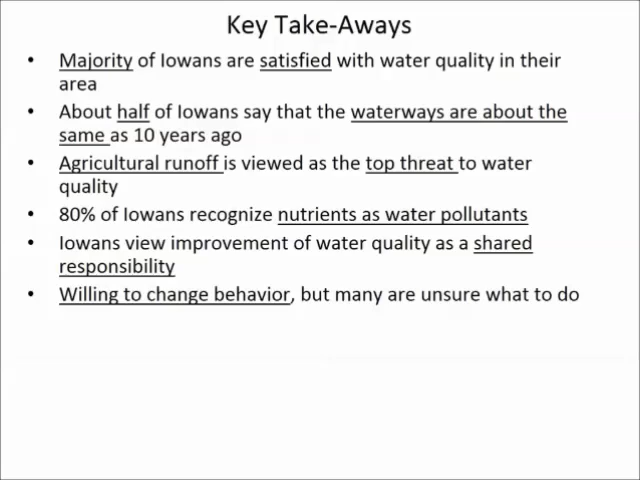 Key Take-Aways
• Majority of Iowans are satisfied with water quality in their
area
• About half of Iowans say that the waterways are about the
same as 10 years ago
• Agricultural runoff is viewed as the top threat to water
quality
• 80% of Iowans recognize nutrients as water pollutants
• Iowans view improvement of water quality as a shared
responsibility
• Willing to change behavior, but many are unsure what to do